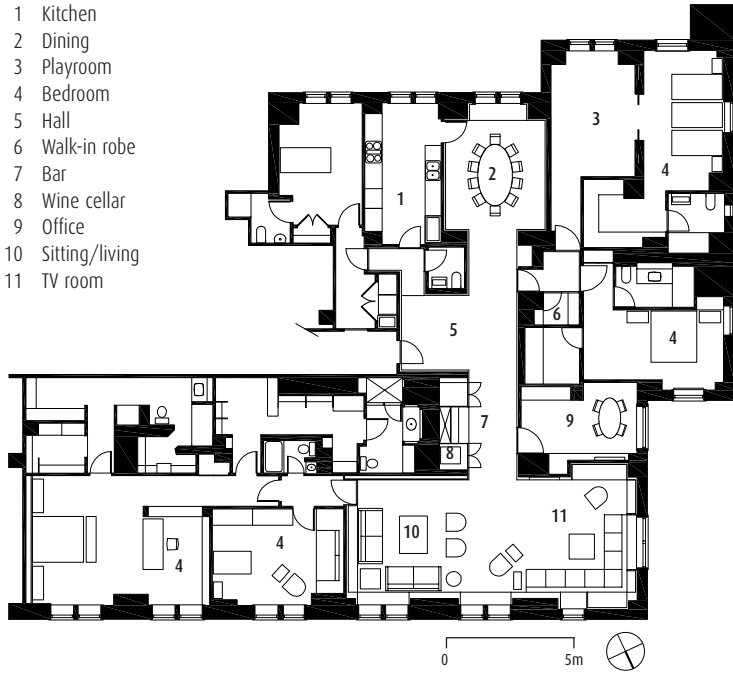 1 Kitchen
2 Dining
3 Playroom
4 Bedroom
5 Hall
6 Walk-in robe
7 Bar
8 Wine cellar
9 Office
10 Sitting/living
11 TV room
3
4
2
1
6
5
4
9
7
8
10
11
4
4
0 5m